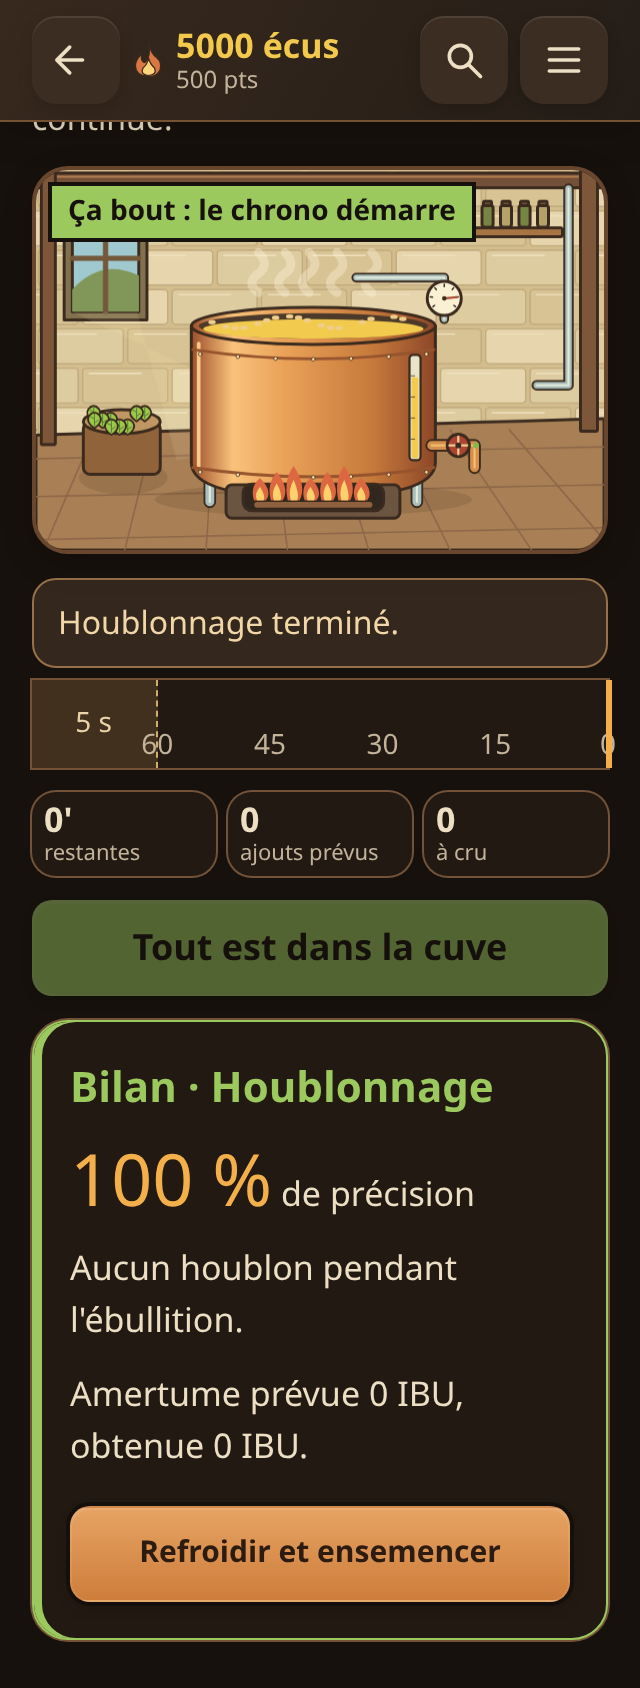 5000 écus
500 pts
continue.
Ça bout : le chrono démarre
Houblonnage terminé.
5 s
60 45 30 15 0
0' 0 0
restantes ajouts prévus à cru
Tout est dans la cuve
Bilan · Houblonnage
100 % de précision
Aucun houblon pendant
l'ébullition.
Amertume prévue 0 IBU,
obtenue 0 IBU.
Refroidir et ensemencer